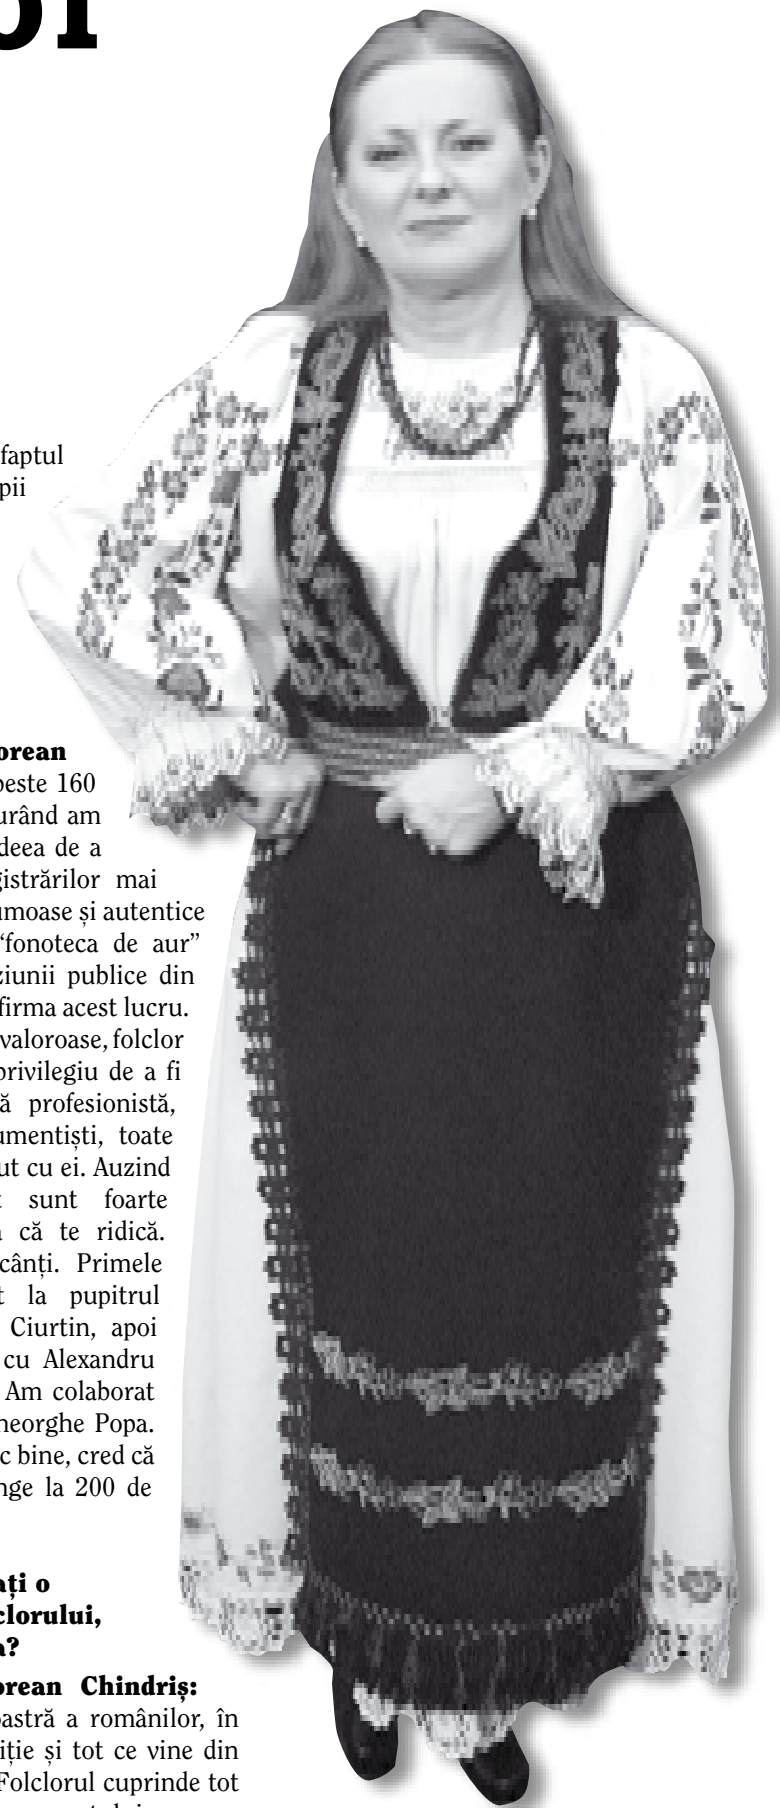 faptul
pii
orean
peste 160
urând am
deea de a
gistrărilor mai
umoase și autentice
“fonoteca de aur”
ziunii publice din
firma acest lucru.
valoroase, folclor
privilegiu de a fi
ă profesionistă,
umentiști, toate
ut cu ei. Auzind
sunt foarte
că te ridică.
cânți. Primele
la pupitrul
Ciurtin, apoi
cu Alexandru
Am colaborat
heorghe Popa.
c bine, cred că
nge la 200 de
ați o
clorului,
a?
orean Chindriș:
oastră a românilor, în
iție și tot ce vine din
Folclorul cuprinde tot